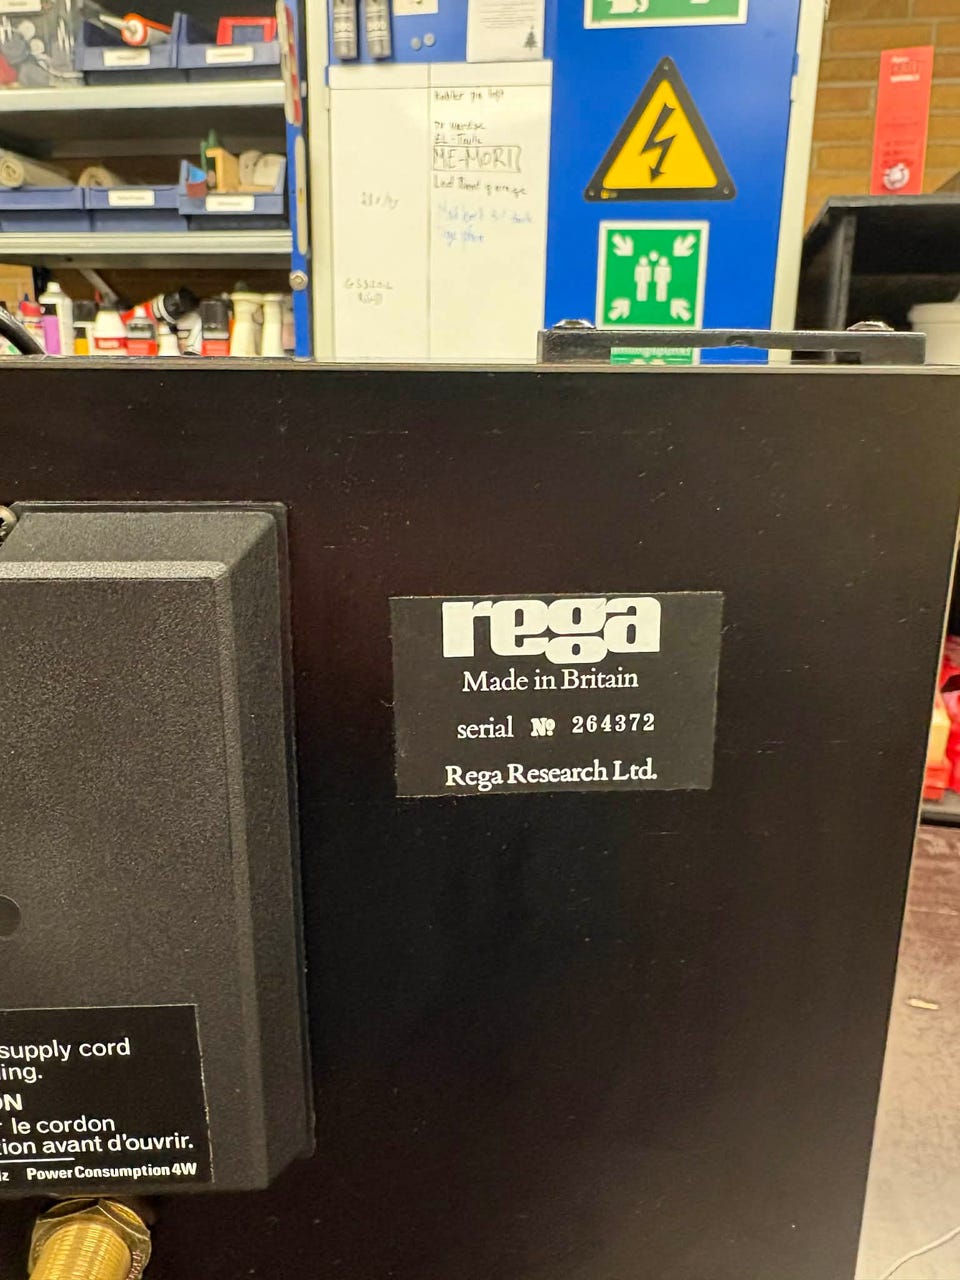 ME-MORI
rega
Made in Britain
serial Nº 264372
Rega Research Ltd.
supply cord
ing.
ON
r le cordon
tion avant d'ouvrir.
Hz Power Consumption 4W